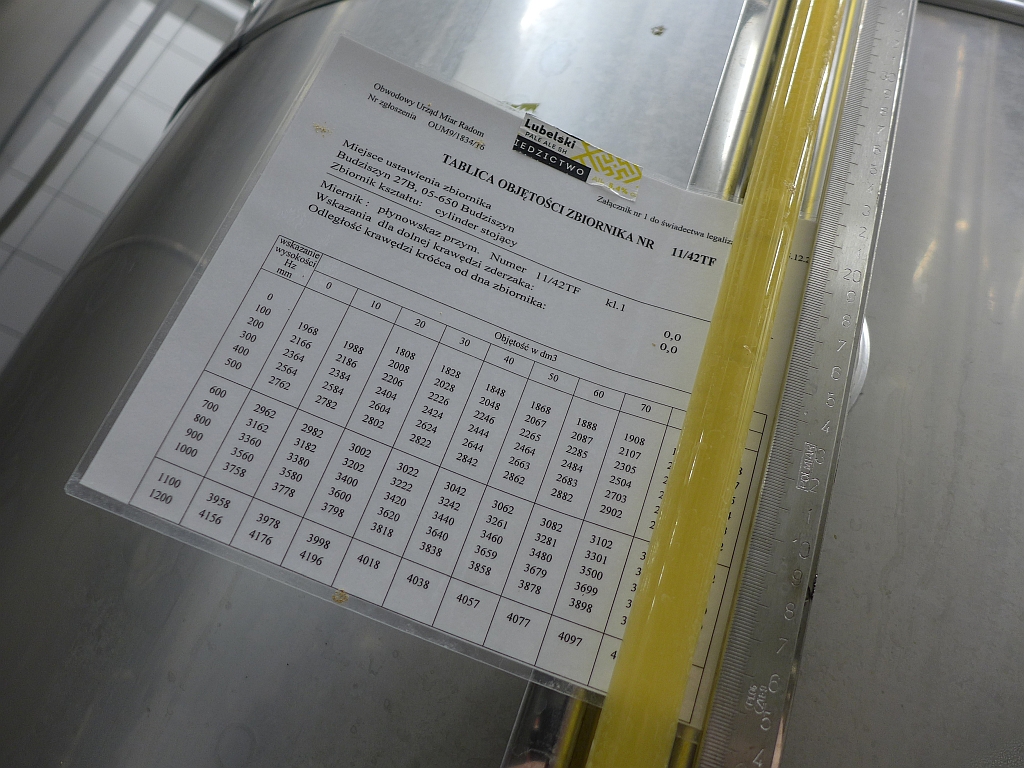 Obwodowy Urząd Miar Radom
Nr zgłoszenia OUM9/1834/16
Lubelski
PALE ALE SH
EDZICTWO
Załącznik nr 1 do świadectwa legaliza
TABLICA OBJĘTOŚCI ZBIORNIKA NR 11/42TF
Miejsce ustawienia zbiornika
Budziszyn 27B, 05-650 Budziszyn
Zbiornik kształtu: cylinder stojący
Miernik : płynowskaz przym. Numer 11/42TF kl.1
Wskazania dla dolnej krawędzi zderzaka: 0,0
Odległość krawędzi króćca od dna zbiornika: 0,0
wskazanie
wysokości
Hz
mm
Objętość w dm3
0 10 20 30 40 50 60 70
0 1808 1828 1848 1868 1888 1908
100 1968 1988 2008 2028 2048 2067 2087 2107
200 2166 2186 2206 2226 2246 2265 2285 2305
300 2364 2384 2404 2424 2444 2464 2484 2504
400 2564 2584 2604 2624 2644 2663 2683 2703
500 2762 2782 2802 2822 2842 2862 2882 2902
600 2962 2982 3002 3022 3042 3062 3082 3102
700 3162 3182 3202 3222 3242 3261 3281 3301
800 3360 3380 3400 3420 3440 3460 3480 3500
900 3560 3580 3600 3620 3640 3659 3679 3699
1000 3758 3778 3798 3818 3838 3858 3878 3898
1100 3958 3978 3998 4018 4038 4057 4077 4097
1200 4156 4176 4196